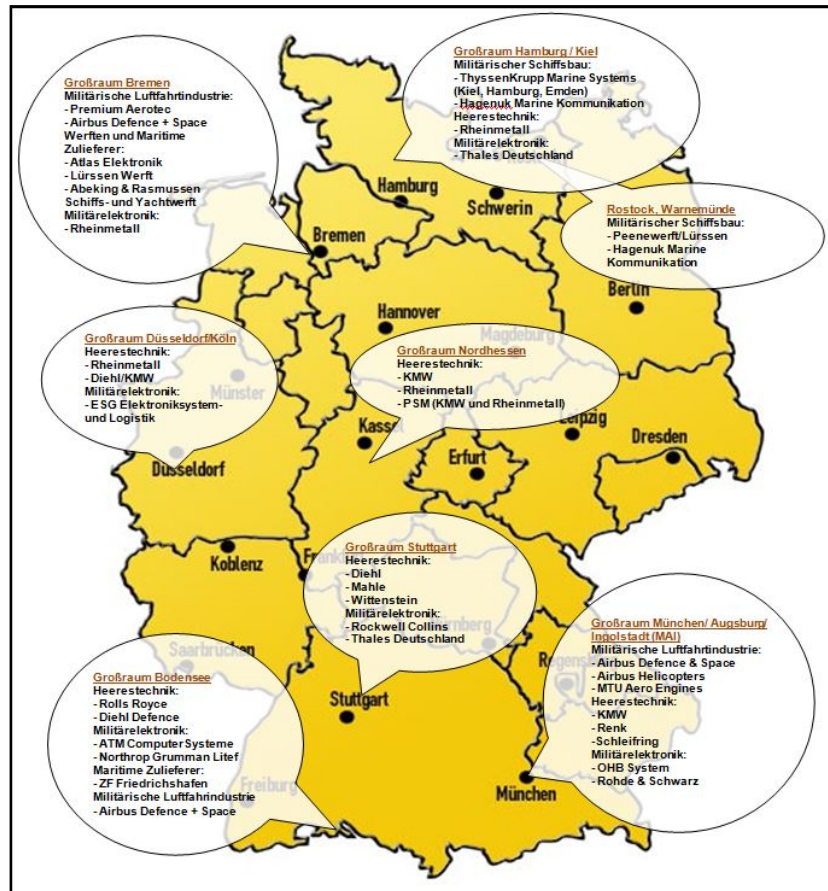 Großraum Bremen
Militärische Luftfahrtindustrie:
- Premium Aerotec
- Airbus Defence + Space
Werften und Maritime
Zulieferer:
- Atlas Elektronik
- Lürssen Werft
- Abeking & Rasmussen
Schiffs- und Yachtwerft
Militärelektronik:
- Rheinmetall
Großraum Hamburg / Kiel
Militärischer Schiffsbau:
- ThyssenKrupp Marine Systems
(Kiel, Hamburg, Emden)
- Hagenuk Marine Kommunikation
Heerestechnik:
- Rheinmetall
Militärelektronik:
- Thales Deutschland
Hamburg
Schwerin
Bremen
Rostock, Warnemünde
Militärischer Schiffsbau:
- Peenewerft/Lürssen
- Hagenuk Marine
Kommunikation
Berlin
Hannover
Magdeburg
Großraum Düsseldorf/Köln
Heerestechnik:
- Rheinmetall
- Diehl/KMW
Militärelektronik:
- ESG Elektroniksystem-
und Logistik
Münster
Düsseldorf
Großraum Nordhessen
Heerestechnik:
- KMW
- Rheinmetall
- PSM (KMW und Rheinmetall)
Kassel
Leipzig
Erfurt
Dresden
Koblenz
Großraum Stuttgart
Heerestechnik:
- Diehl
- Mahle
- Wittenstein
Militärelektronik:
- Rockwell Collins
- Thales Deutschland
Saarbrücken
Stuttgart
Großraum Bodensee
Heerestechnik:
- Rolls Royce
- Diehl Defence
Militärelektronik:
- ATM Computer Systeme
- Northrop Grumman Litef
Maritime Zulieferer:
- ZF Friedrichshafen
Militärische Luftfahrindustrie
- Airbus Defence + Space
Freiburg
Großraum München/ Augsburg/
Ingolstadt (MAI)
Militärische Luftfahrtindustrie:
- Airbus Defence & Space
- Airbus Helicopters
- MTU Aero Engines
Heerestechnik:
- KMW
- Renk
- Schleifring
Militärelektronik:
- OHB System
- Rohde & Schwarz
München